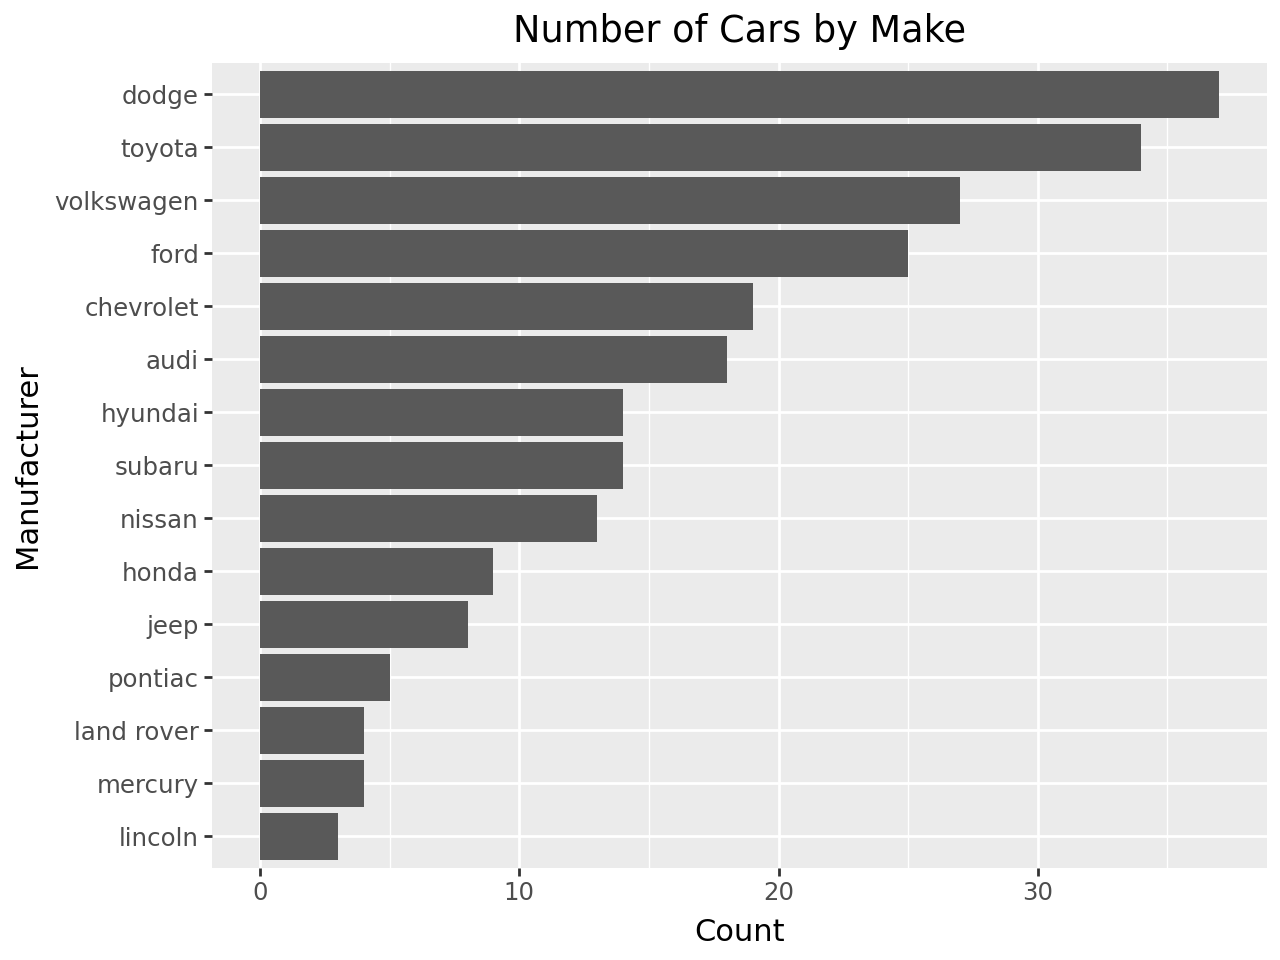 Number of Cars by Make
Manufacturer
dodge
toyota
volkswagen
ford
chevrolet
audi
hyundai
subaru
nissan
honda
jeep
pontiac
land rover
mercury
lincoln
0 10 20 30
Count